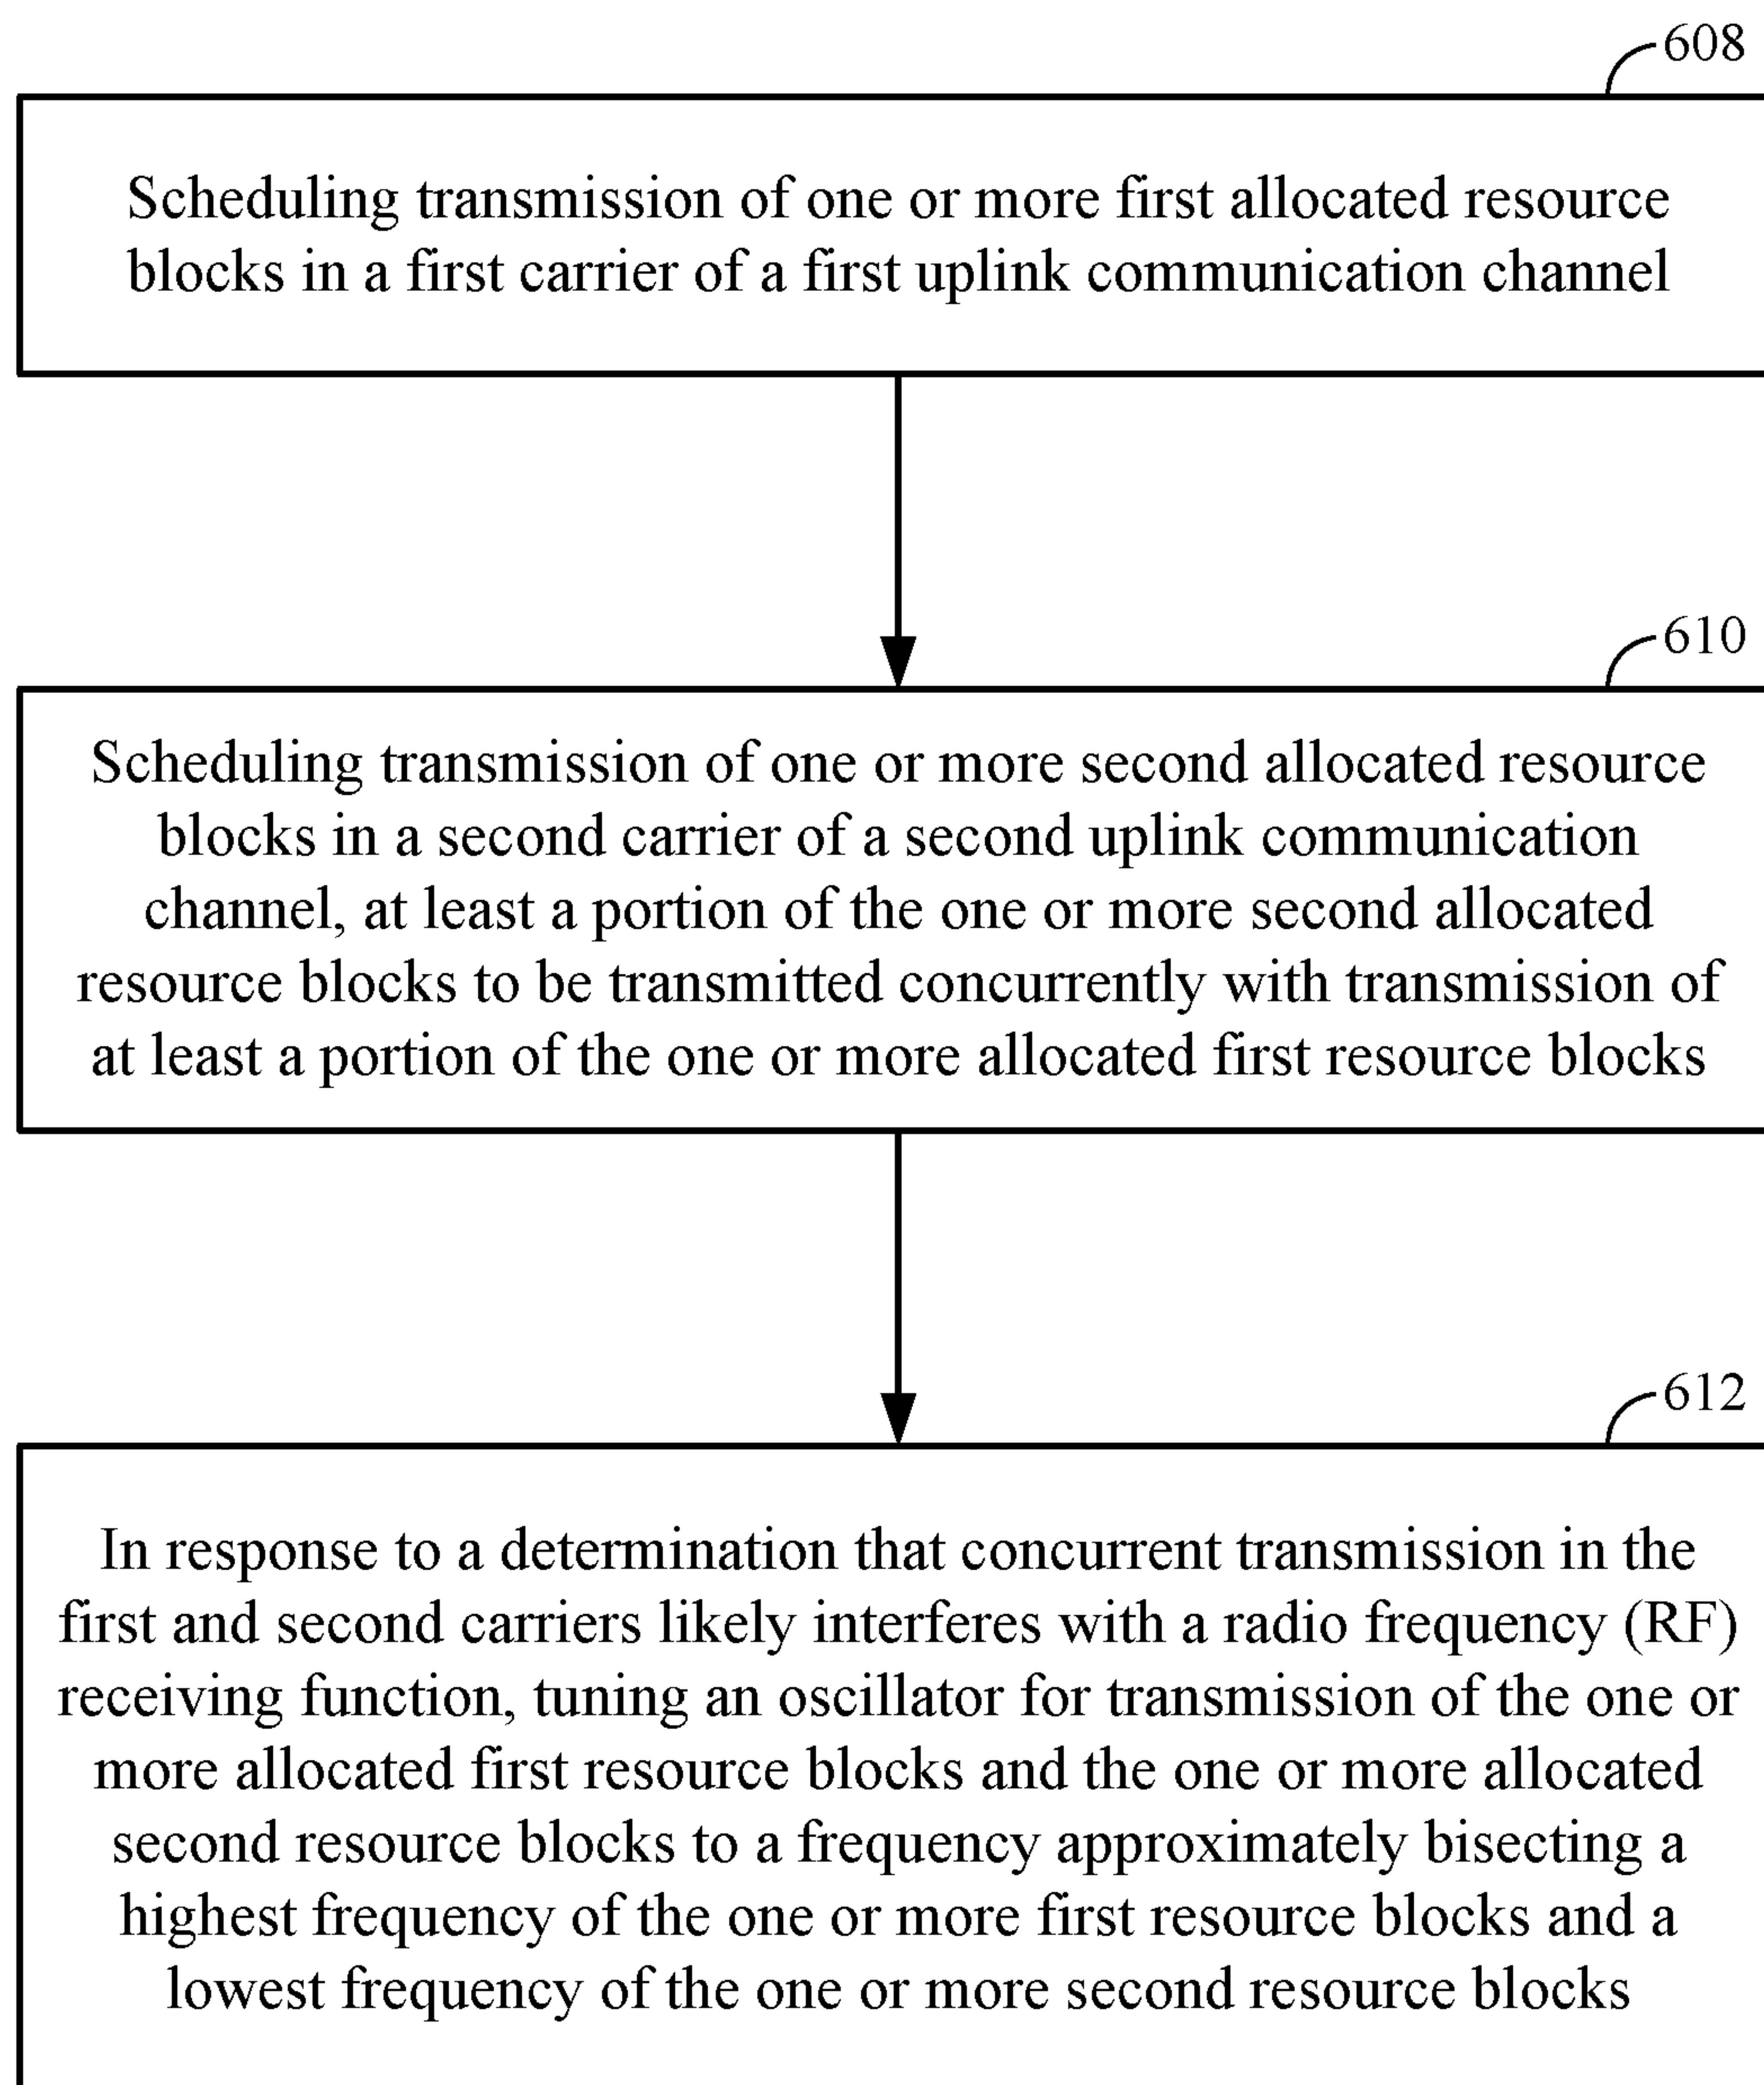 608
Scheduling transmission of one or more first allocated resource
blocks in a first carrier of a first uplink communication channel
610
Scheduling transmission of one or more second allocated resource
blocks in a second carrier of a second uplink communication
channel, at least a portion of the one or more second allocated
resource blocks to be transmitted concurrently with transmission of
at least a portion of the one or more allocated first resource blocks
612
In response to a determination that concurrent transmission in the
first and second carriers likely interferes with a radio frequency (RF)
receiving function, tuning an oscillator for transmission of the one or
more allocated first resource blocks and the one or more allocated
second resource blocks to a frequency approximately bisecting a
highest frequency of the one or more first resource blocks and a
lowest frequency of the one or more second resource blocks